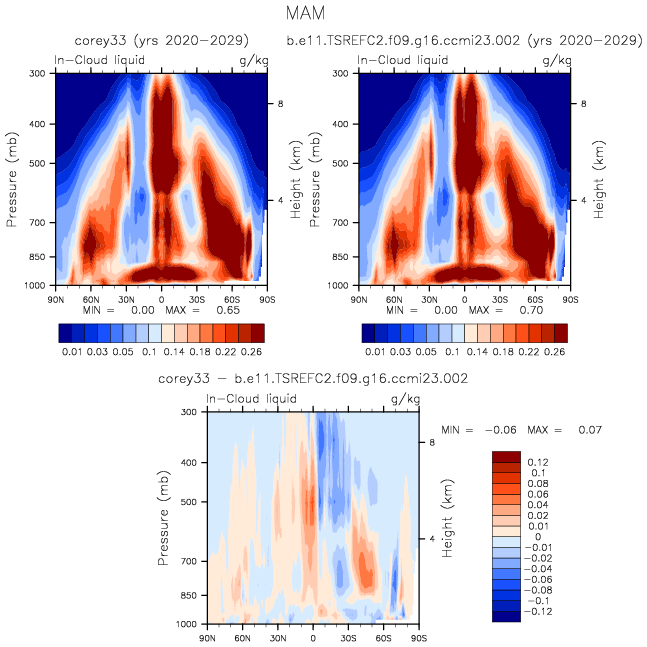 MAM
corey33 (yrs 2020-2029)
b.e11.TSREFC2.f09.g16.ccmi23.002 (yrs 2020-2029)
In-Cloud liquid g/kg
In-Cloud liquid g/kg
300
400
500
700
850
1000
Pressure (mb)
8
4
Height (km)
90N 60N 30N 0 30S 60S 90S
MIN = 0.00 MAX = 0.65
0.01 0.03 0.05 0.1 0.14 0.18 0.22 0.26
300
400
500
700
850
1000
Pressure (mb)
8
4
Height (km)
90N 60N 30N 0 30S 60S 90S
MIN = 0.00 MAX = 0.70
0.01 0.03 0.05 0.1 0.14 0.18 0.22 0.26
corey33 - b.e11.TSREFC2.f09.g16.ccmi23.002
In-Cloud liquid g/kg
300
400
500
700
850
1000
Pressure (mb)
8
4
Height (km)
90N 60N 30N 0 30S 60S 90S
MIN = -0.06 MAX = 0.07
0.12
0.1
0.08
0.06
0.04
0.02
0.01
0
-0.01
-0.02
-0.04
-0.06
-0.08
-0.1
-0.12